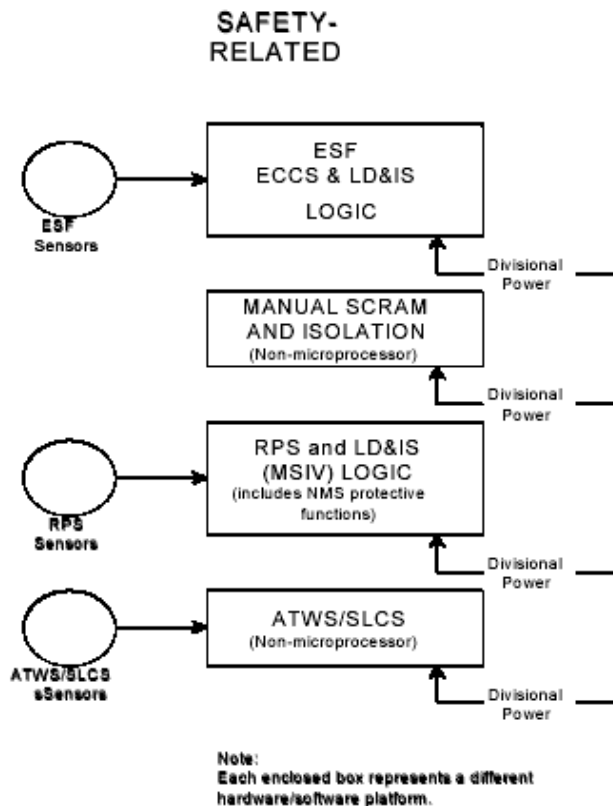 SAFETY-
RELATED
ESF
ECCS & LD&IS
LOGIC
ESF
Sensors
Divisional
Power
MANUAL SCRAM
AND ISOLATION
(Non-microprocessor)
Divisional
Power
RPS and LD&IS
(MSIV) LOGIC
(includes NMS protective
functions)
RPS
Sensors
Divisional
Power
ATWS/SLCS
(Non-microprocessor)
ATWS/SLCS
sSensors
Divisional
Power
Note:
Each enclosed box represents a different
hardware/software platform.